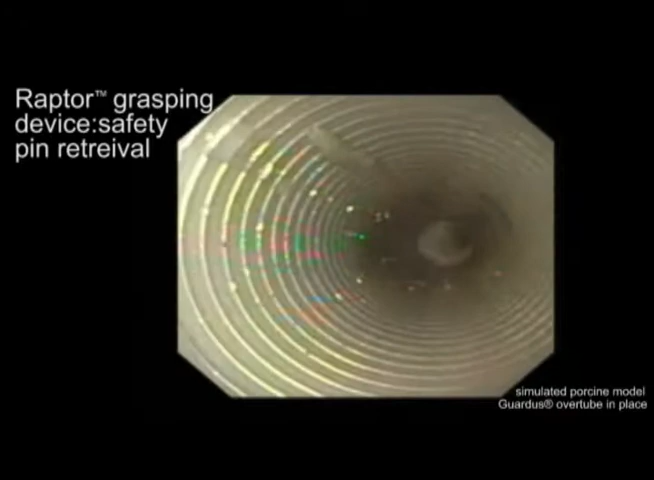 Raptor™ grasping
device:safety
pin retreival
simulated porcine model
Guardus® overtube in place